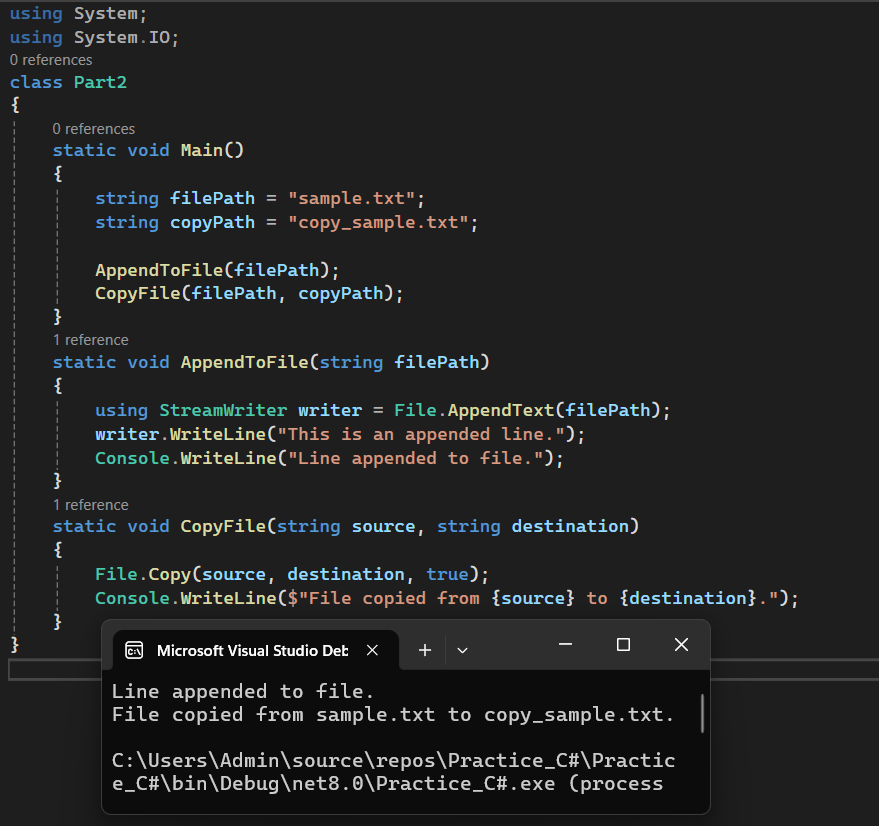 using System;
using System.IO;
0 references
class Part2
{
0 references
static void Main()
{
string filePath = "sample.txt";
string copyPath = "copy_sample.txt";
AppendToFile(filePath);
CopyFile(filePath, copyPath);
}
1 reference
static void AppendToFile(string filePath)
{
using StreamWriter writer = File.AppendText(filePath);
writer.WriteLine("This is an appended line.");
Console.WriteLine("Line appended to file.");
}
1 reference
static void CopyFile(string source, string destination)
{
File.Copy(source, destination, true);
Console.WriteLine($"File copied from {source} to {destination}.");
}
}
Microsoft Visual Studio Deb
Line appended to file.
File copied from sample.txt to copy_sample.txt.
C:\Users\Admin\source\repos\Practice_C#\Practic
e_C#\bin\Debug\net8.0\Practice_C#.exe (process